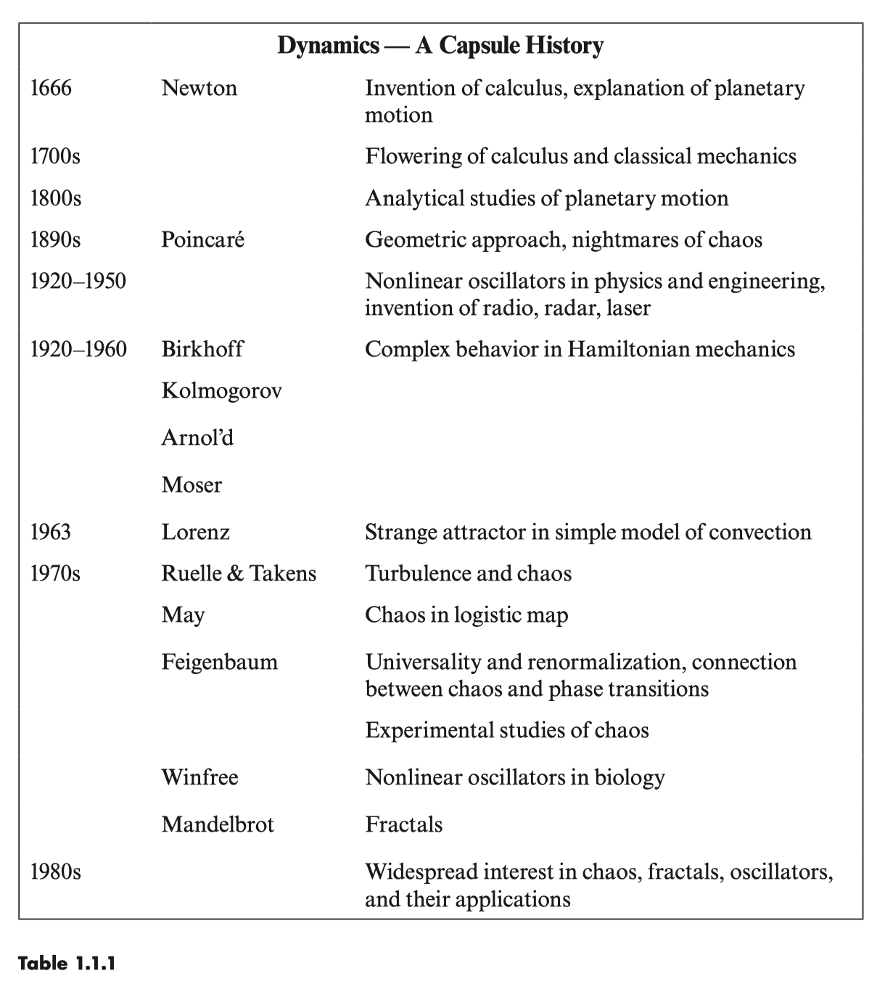 Dynamics — A Capsule History
1666 Newton Invention of calculus, explanation of planetary
motion
1700s Flowering of calculus and classical mechanics
1800s Analytical studies of planetary motion
1890s Poincaré Geometric approach, nightmares of chaos
1920–1950 Nonlinear oscillators in physics and engineering,
invention of radio, radar, laser
1920–1960 Birkhoff Complex behavior in Hamiltonian mechanics
Kolmogorov
Arnol’d
Moser
1963 Lorenz Strange attractor in simple model of convection
1970s Ruelle & Takens Turbulence and chaos
May Chaos in logistic map
Feigenbaum Universality and renormalization, connection
between chaos and phase transitions
Experimental studies of chaos
Winfree Nonlinear oscillators in biology
Mandelbrot Fractals
1980s Widespread interest in chaos, fractals, oscillators,
and their applications
Table 1.1.1